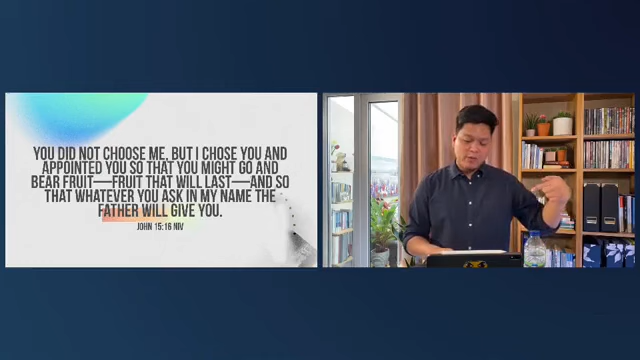 YOU DID NOT CHOOSE ME, BUT I CHOSE YOU AND
APPOINTED YOU SO THAT YOU MIGHT GO AND
BEAR FRUIT—FRUIT THAT WILL LAST—AND SO
THAT WHATEVER YOU ASK IN MY NAME THE
FATHER WILL GIVE YOU.
JOHN 15:16 NIV